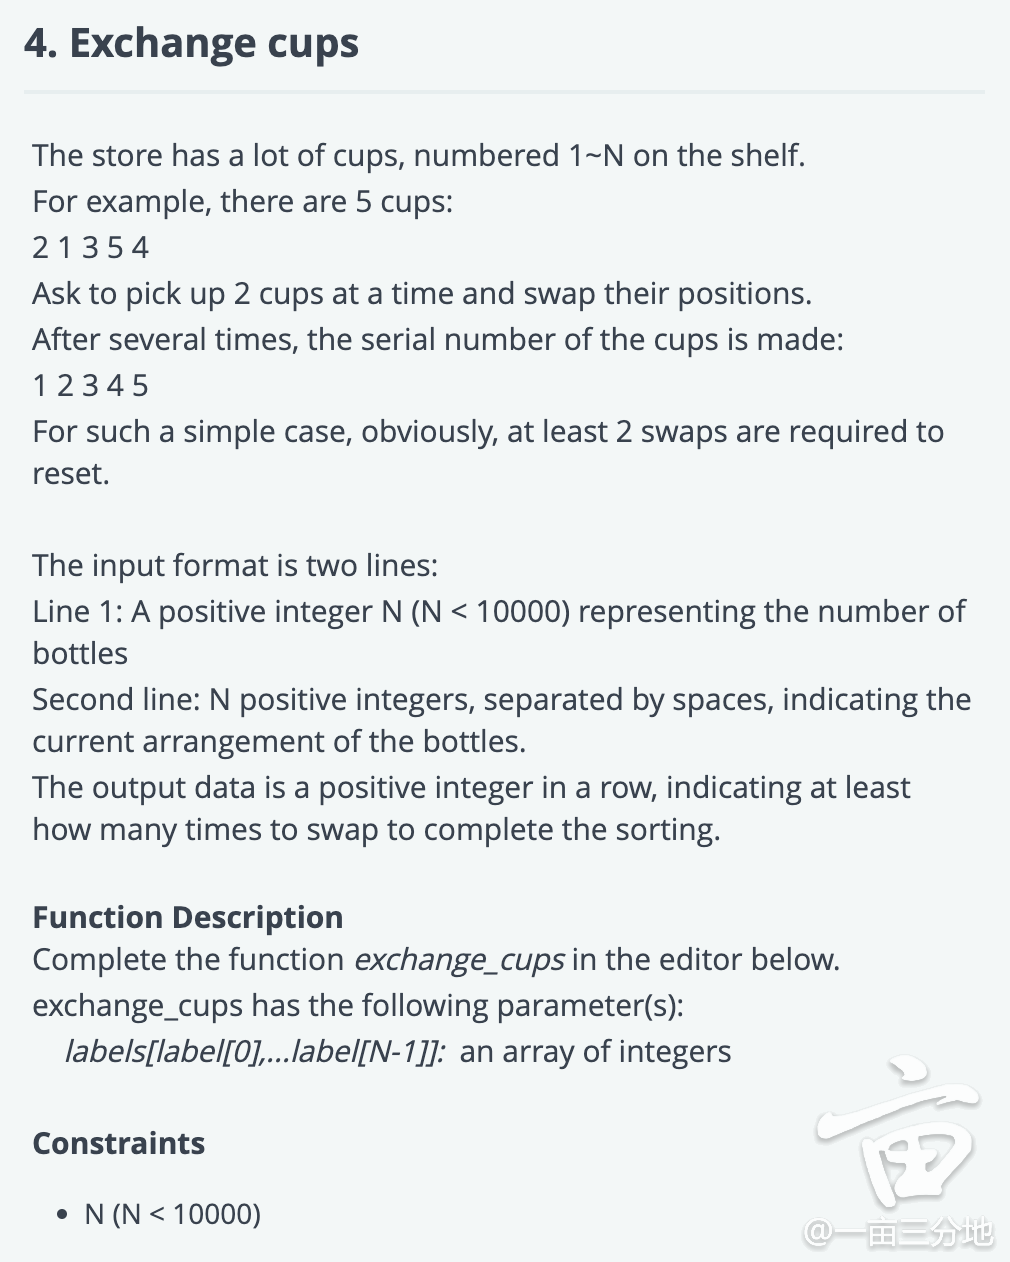 4. Exchange cups
The store has a lot of cups, numbered 1~N on the shelf.
For example, there are 5 cups:
2 1 3 5 4
Ask to pick up 2 cups at a time and swap their positions.
After several times, the serial number of the cups is made:
1 2 3 4 5
For such a simple case, obviously, at least 2 swaps are required to
reset.
The input format is two lines:
Line 1: A positive integer N (N < 10000) representing the number of
bottles
Second line: N positive integers, separated by spaces, indicating the
current arrangement of the bottles.
The output data is a positive integer in a row, indicating at least
how many times to swap to complete the sorting.
Function Description
Complete the function exchange_cups in the editor below.
exchange_cups has the following parameter(s):
labels[label[0],...label[N-1]]: an array of integers
Constraints
• N (N < 10000)
亩
@一亩三分地